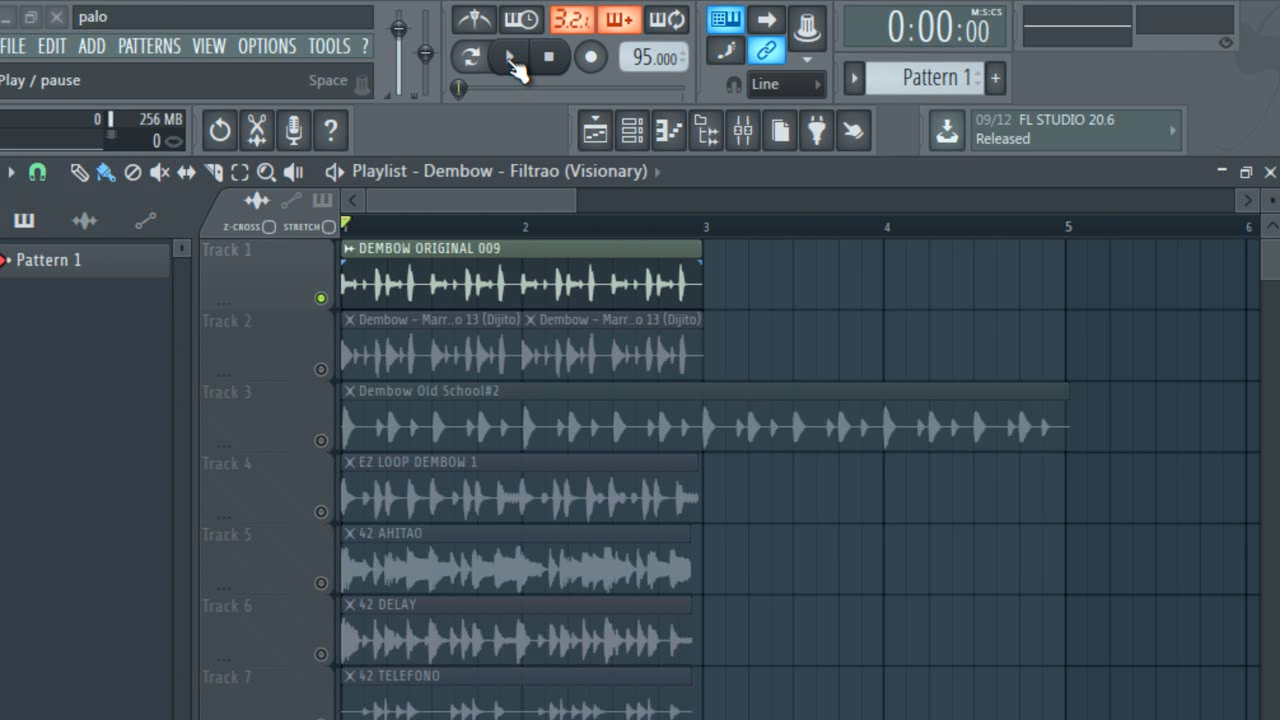 palo
FILE EDIT ADD PATTERNS VIEW OPTIONS TOOLS ?
Play / pause Space
3.2.
95.000
Line
M:S:CS
0:00:00
Pattern 1
0 256 MB
0
?
09/12 FL STUDIO 20.6
Released
Playlist - Dembow - Filtrao (Visionary)
Z-CROSS STRETCH
2 3 4 5 6
Pattern 1
Track 1
DEMBOW ORIGINAL 009
Track 2
Dembow - Marr..o 13 (Dijito) Dembow - Marr..o 13 (Dijito)
Track 3
Dembow Old School#2
Track 4
EZ LOOP DEMBOW 1
Track 5
42 AHITAO
Track 6
42 DELAY
Track 7
42 TELEFONO